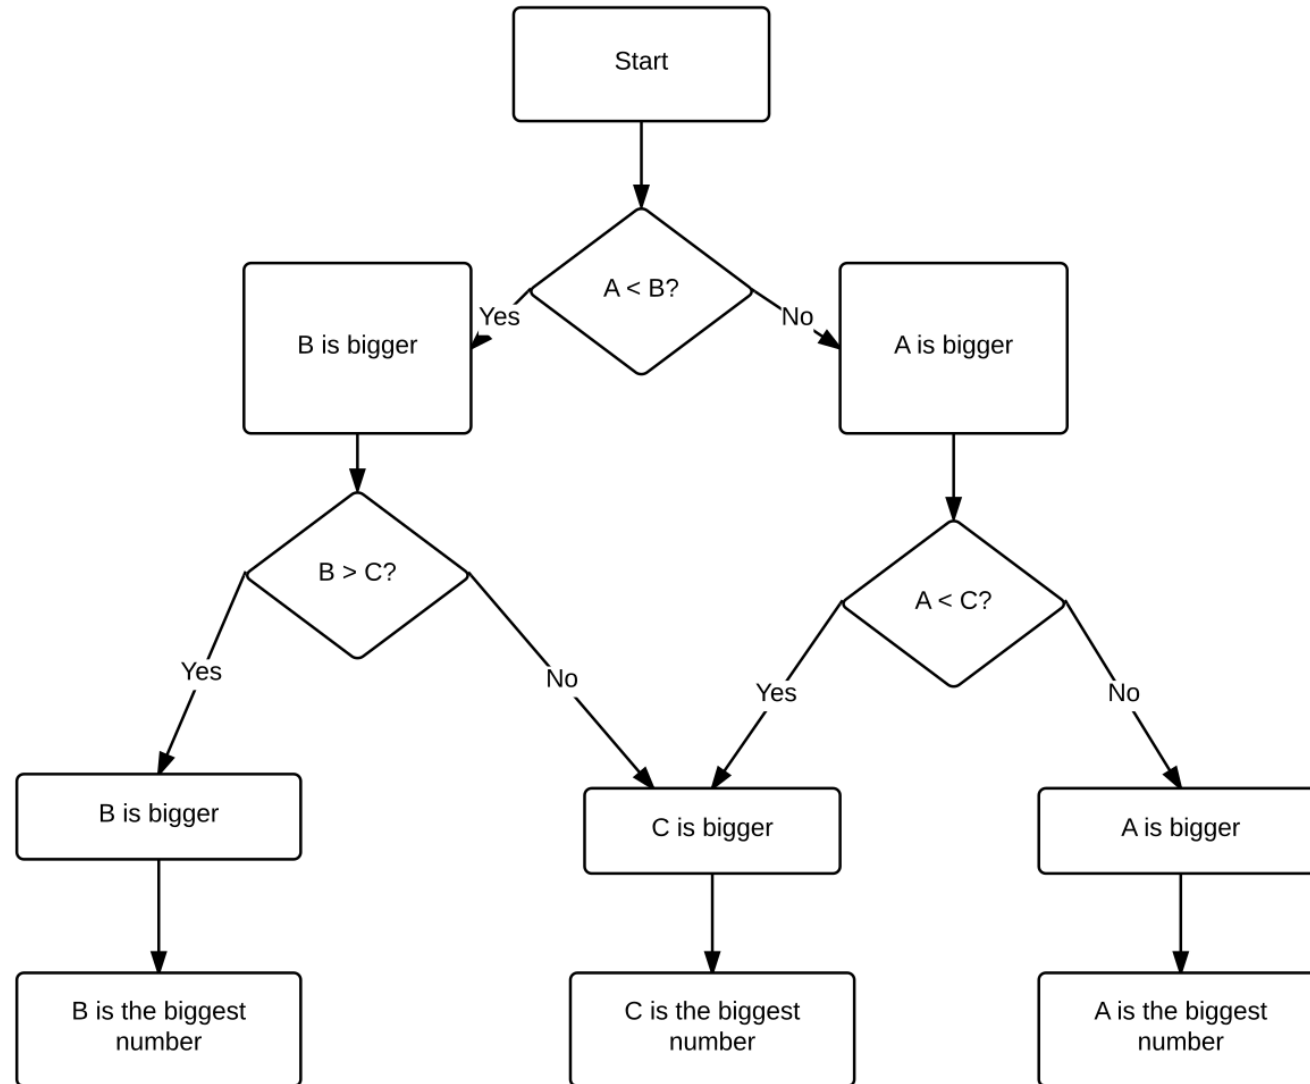 Start
A < B?
Yes
No
B is bigger
A is bigger
B > C?
A < C?
Yes
No
Yes
No
B is bigger
C is bigger
A is bigger
B is the biggest
number
C is the biggest
number
A is the biggest
number